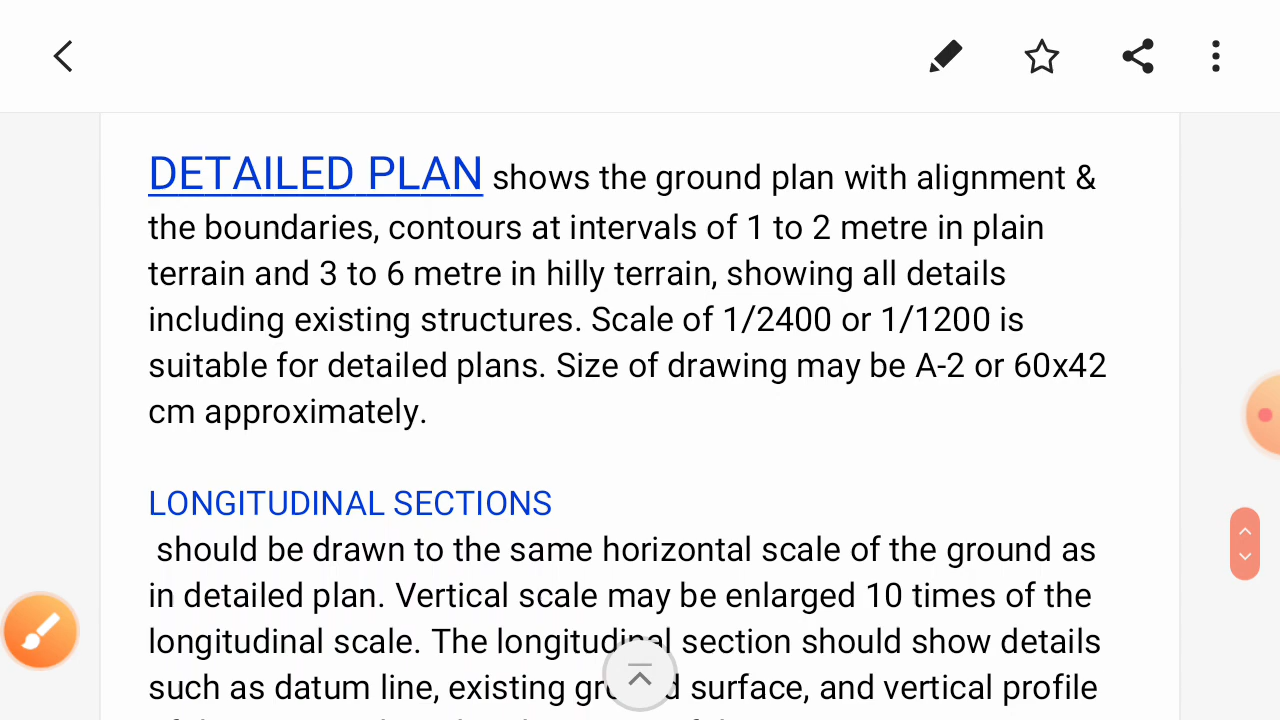 DETAILED PLAN shows the ground plan with alignment &
the boundaries, contours at intervals of 1 to 2 metre in plain
terrain and 3 to 6 metre in hilly terrain, showing all details
including existing structures. Scale of 1/2400 or 1/1200 is
suitable for detailed plans. Size of drawing may be A-2 or 60x42
cm approximately.
LONGITUDINAL SECTIONS
should be drawn to the same horizontal scale of the ground as
in detailed plan. Vertical scale may be enlarged 10 times of the
longitudinal scale. The longitudinal section should show details
such as datum line, existing ground surface, and vertical profile